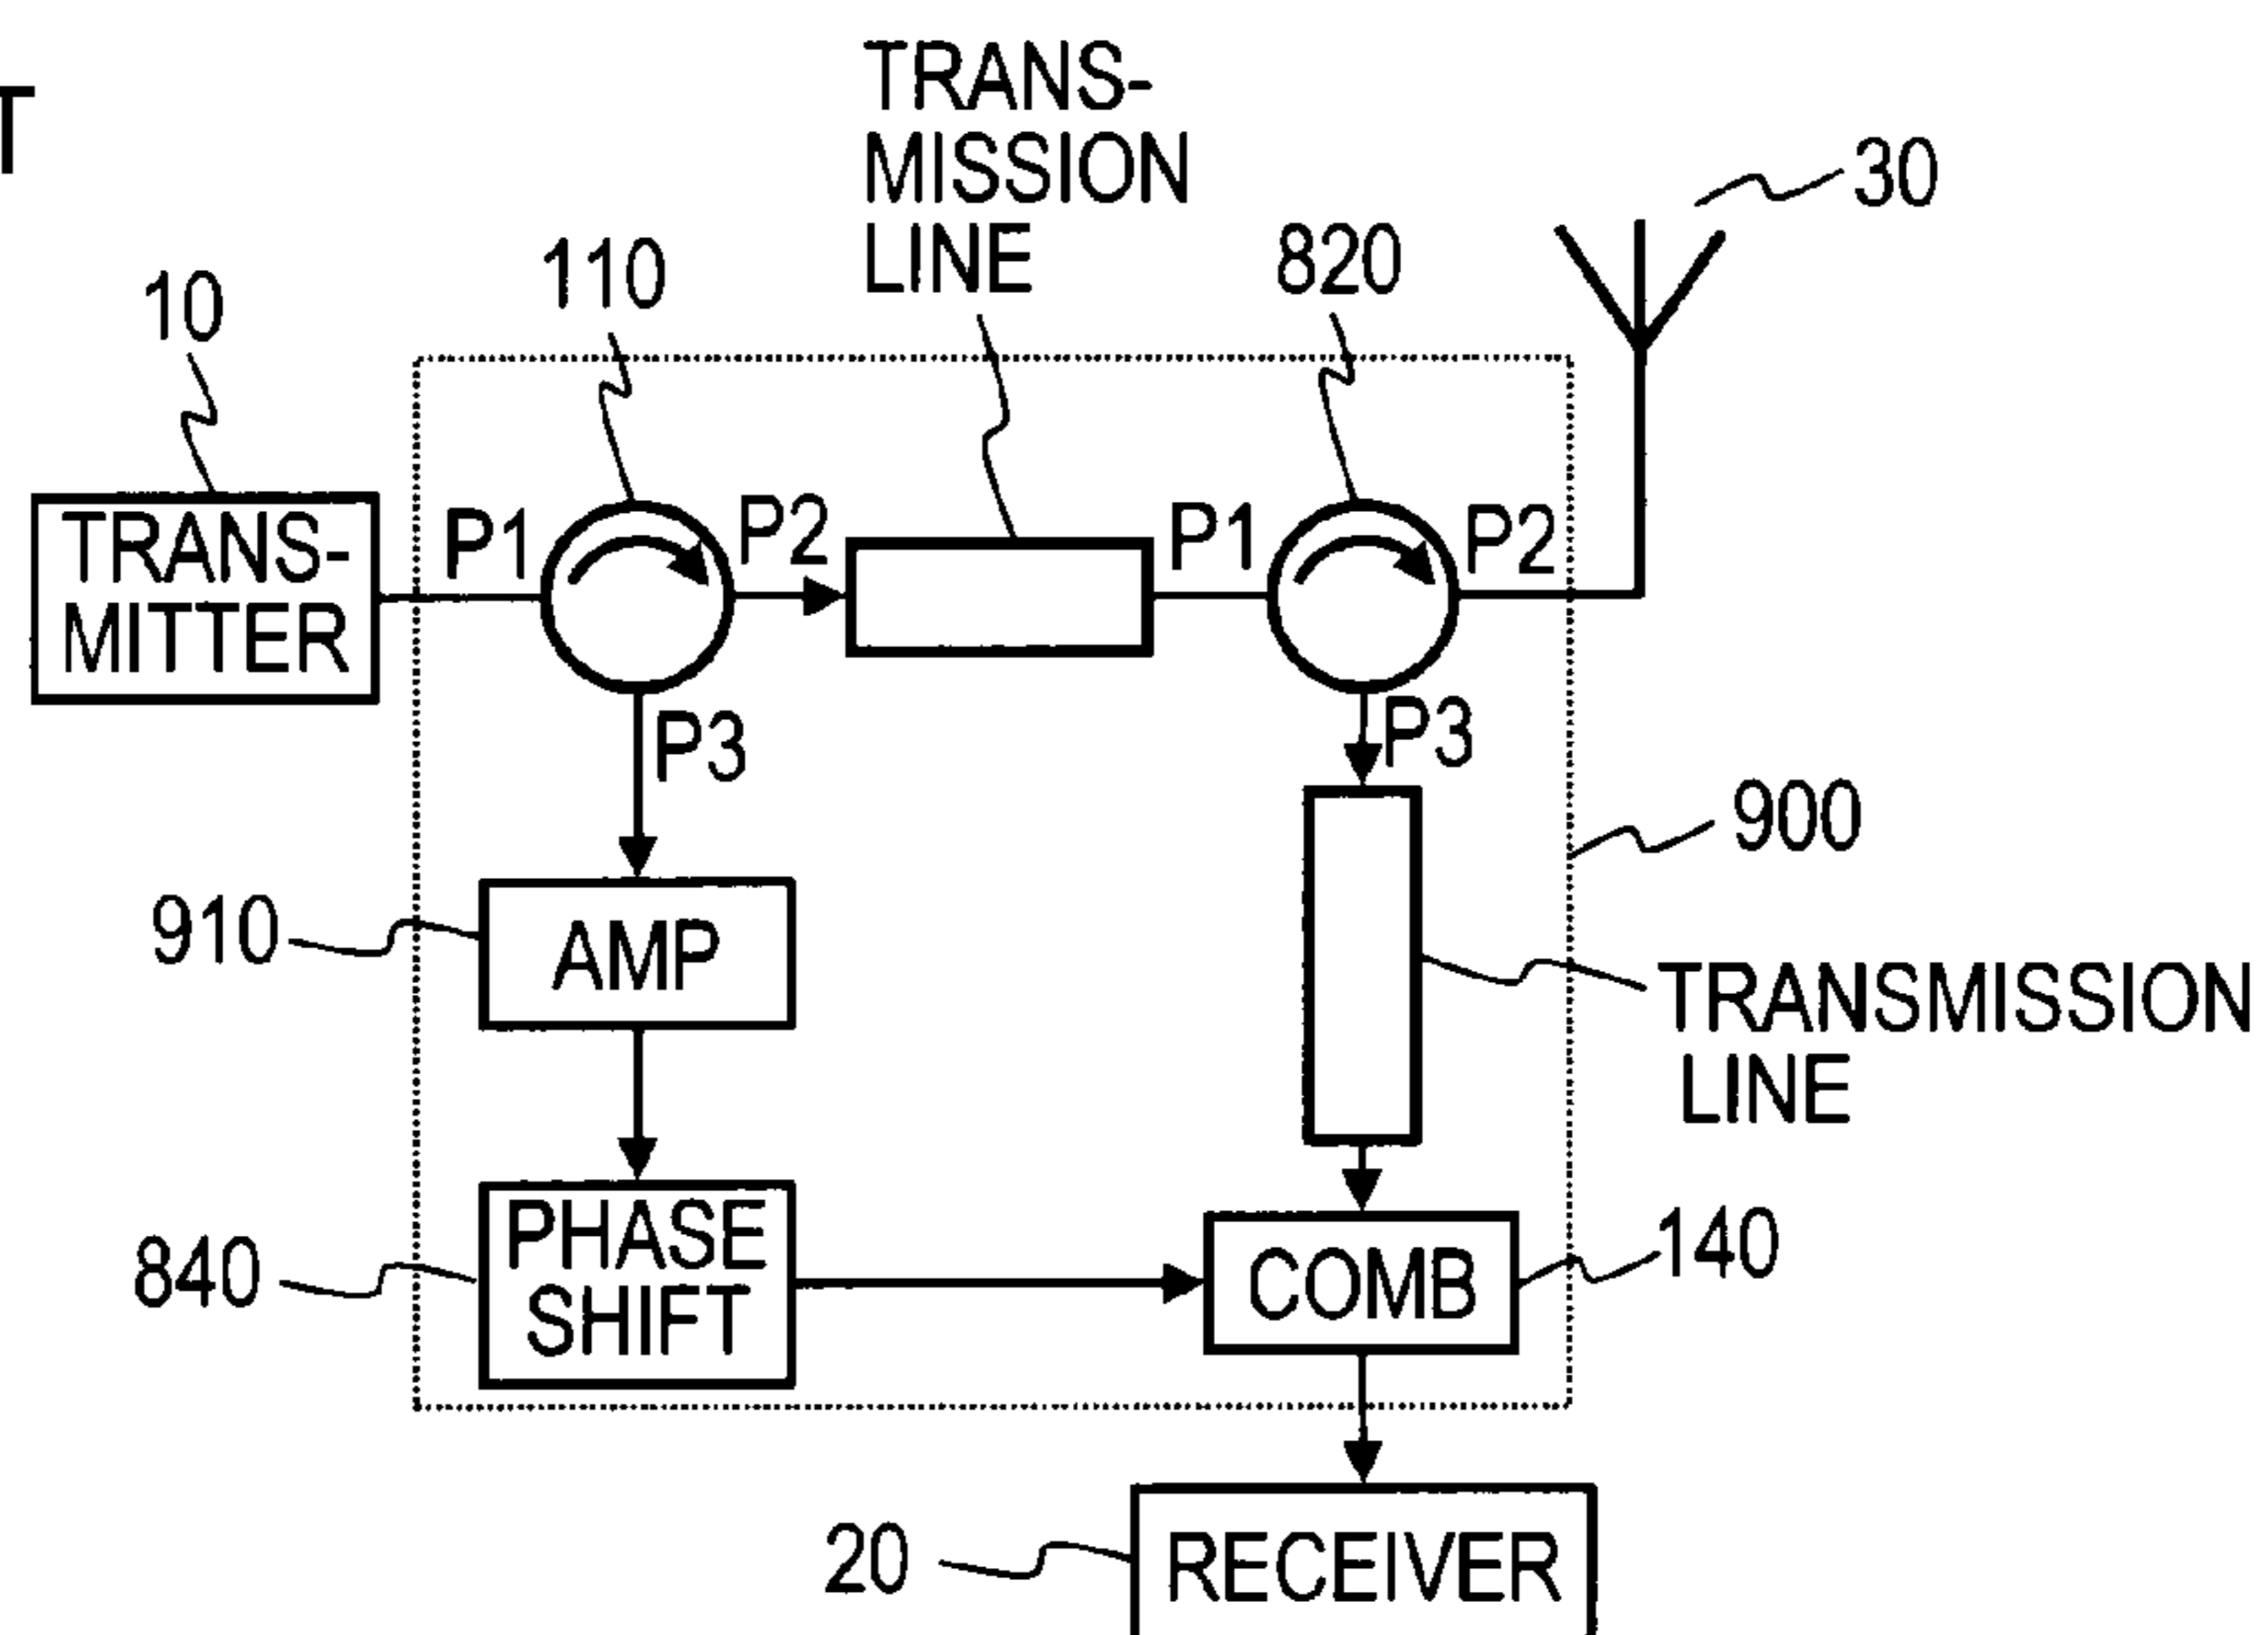 T
TRANS-
MISSION
LINE
30
820
110
10
TRANS-
MITTER
P1
P2
P1
P2
P3
P3
900
910
AMP
TRANSMISSION
LINE
840
PHASE
SHIFT
COMB
140
20
RECEIVER